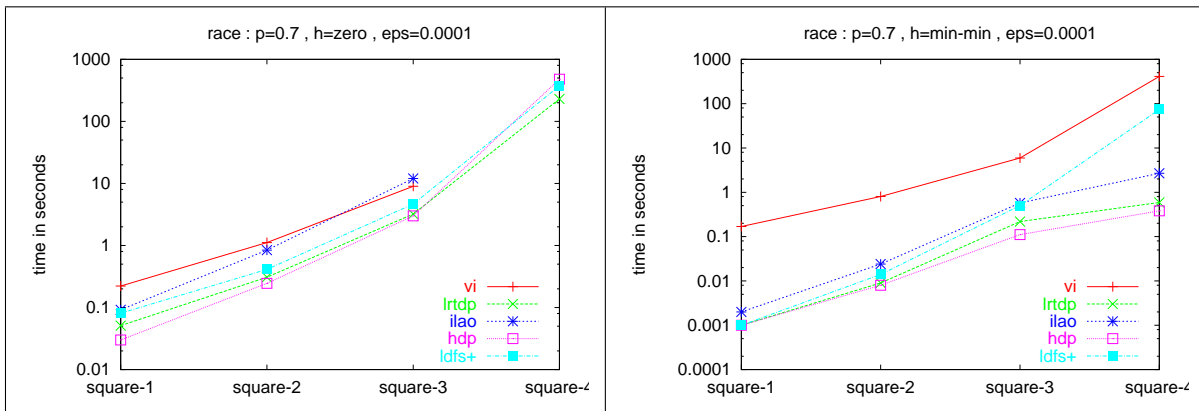 race : p=0.7 , h=zero , eps=0.0001
1000
100
10
1
0.1
0.01
time in seconds
vi
lrtdp
ilao
hdp
ldfs+
square-1 square-2 square-3 square-4
race : p=0.7 , h=min-min , eps=0.0001
1000
100
10
1
0.1
0.01
0.001
0.0001
time in seconds
vi
lrtdp
ilao
hdp
ldfs+
square-1 square-2 square-3 square-4